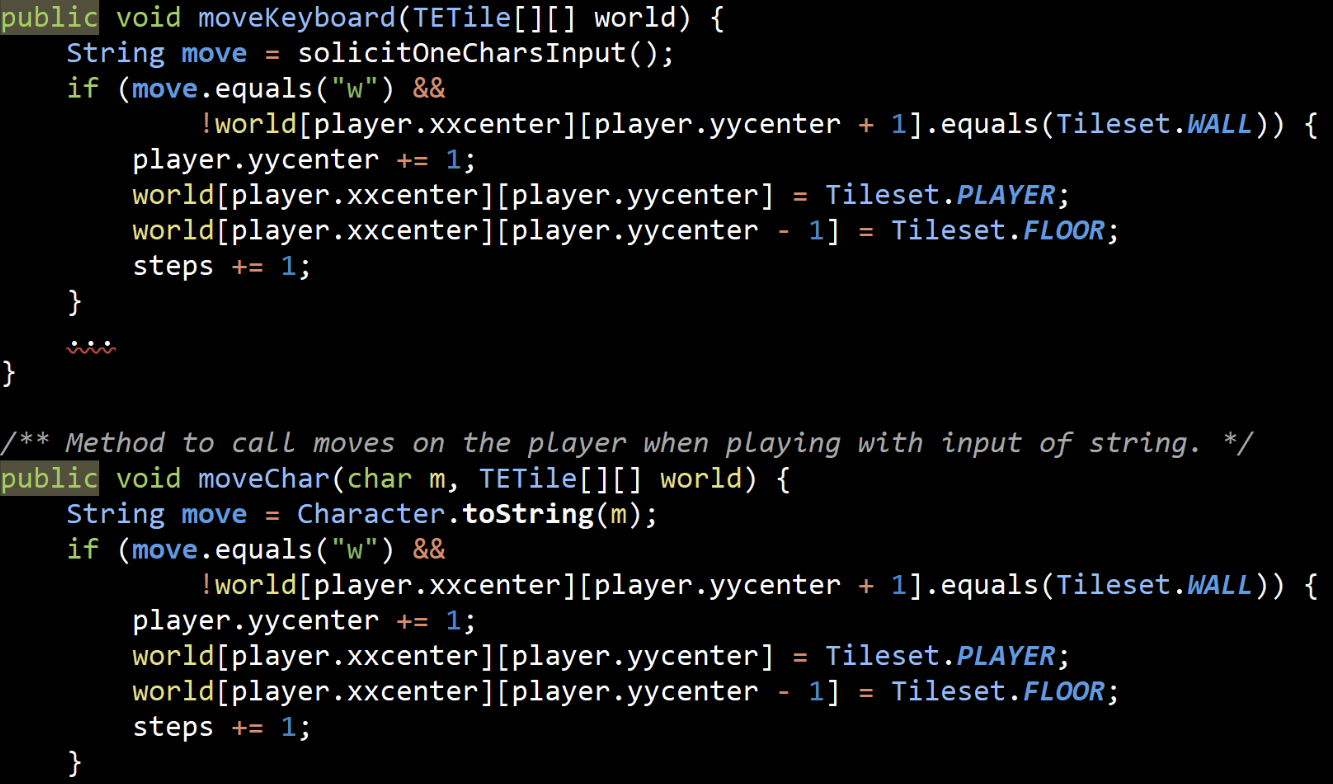 public void moveKeyboard(TETile[][] world) {
    String move = solicitOneCharsInput();
    if (move.equals("w") &&
            !world[player.xxcenter][player.yycenter + 1].equals(Tileset.WALL)) {
        player.yycenter += 1;
        world[player.xxcenter][player.yycenter] = Tileset.PLAYER;
        world[player.xxcenter][player.yycenter - 1] = Tileset.FLOOR;
        steps += 1;
    }
    ...
}
/** Method to call moves on the player when playing with input of string. */
public void moveChar(char m, TETile[][] world) {
    String move = Character.toString(m);
    if (move.equals("w") &&
            !world[player.xxcenter][player.yycenter + 1].equals(Tileset.WALL)) {
        player.yycenter += 1;
        world[player.xxcenter][player.yycenter] = Tileset.PLAYER;
        world[player.xxcenter][player.yycenter - 1] = Tileset.FLOOR;
        steps += 1;
    }